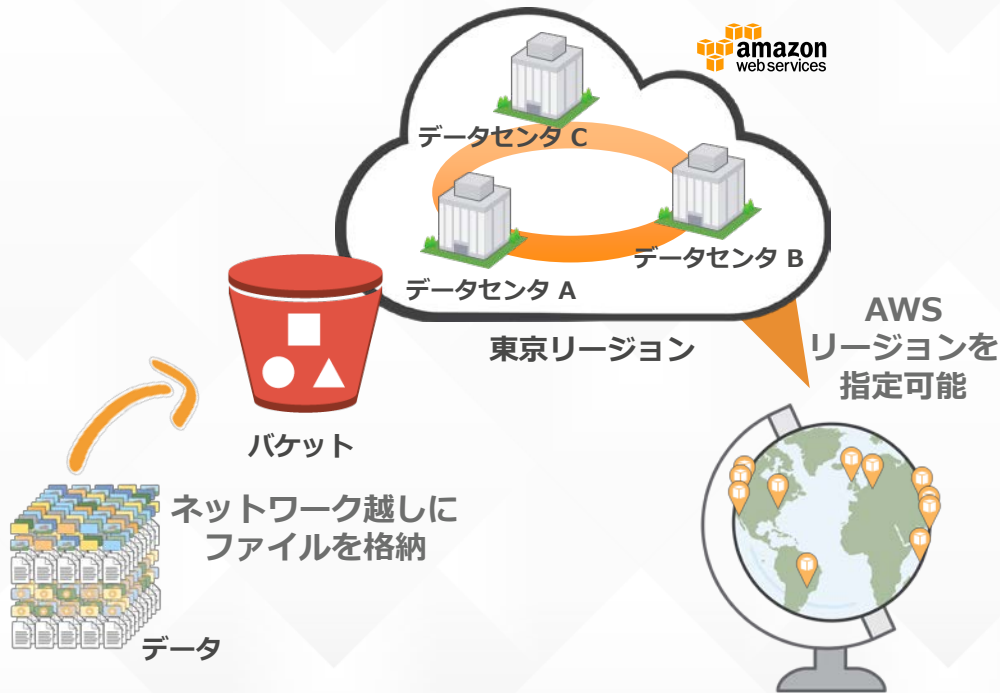 amazon
webservices
データセンタ C
データセンタ B
データセンタ A
東京リージョン
AWS
リージョンを
指定可能
バケット
ネットワーク越しに
ファイルを格納
データ